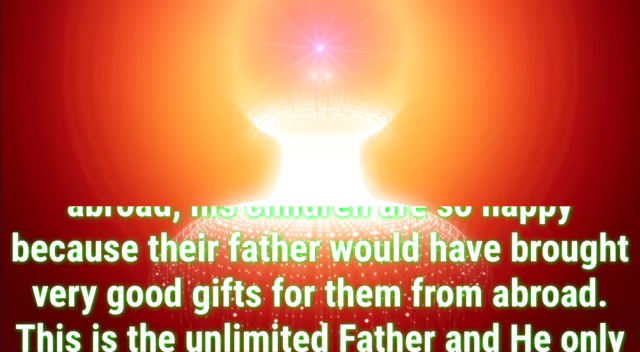 abroad, his children are so happy
because their father would have brought
very good gifts for them from abroad.
This is the unlimited Father and He only